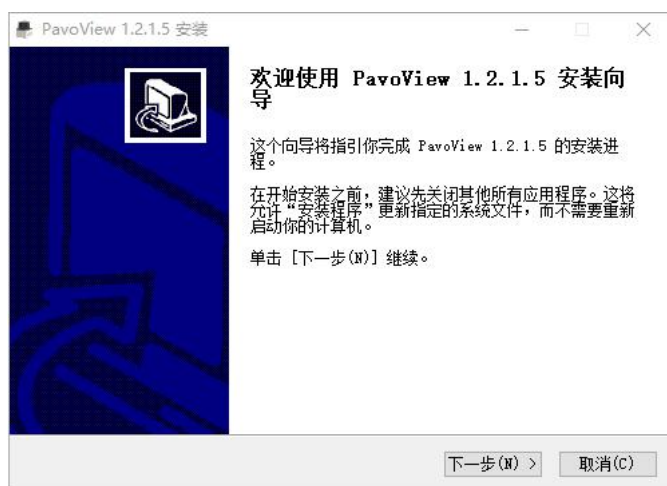 PavoView 1.2.1.5 安装
欢迎使用 PavoView 1.2.1.5 安装向
导
这个向导将指引你完成 PavoView 1.2.1.5 的安装进
程。
在开始安装之前，建议先关闭其他所有应用程序。这将
允许“安装程序”更新指定的系统文件，而不需要重新
启动你的计算机。
单击 [下一步(N)] 继续。
下一步(N) >
取消(C)